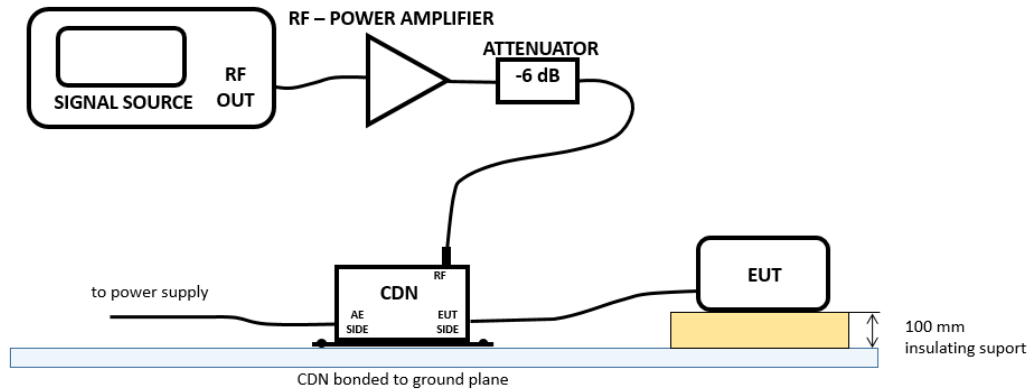 RF – POWER AMPLIFIER
ATTENUATOR
-6 dB
RF
OUT
SIGNAL SOURCE
RF
CDN
AE
SIDE
EUT
SIDE
to power supply
EUT
100 mm
insulating suport
CDN bonded to ground plane